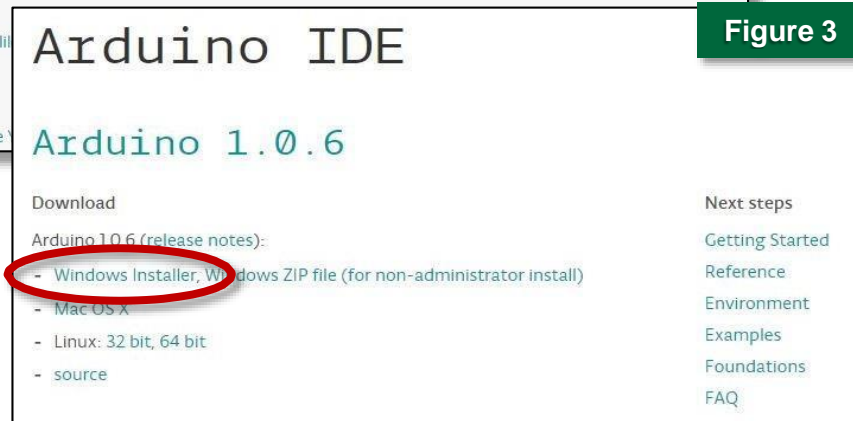 Figure 3
Arduino IDE
Arduino 1.0.6
Download
Arduino 1.0.6 (release notes):
- Windows Installer, Windows ZIP file (for non-administrator install)
- Mac OS X
- Linux: 32 bit, 64 bit
- source
Next steps
Getting Started
Reference
Environment
Examples
Foundations
FAQ